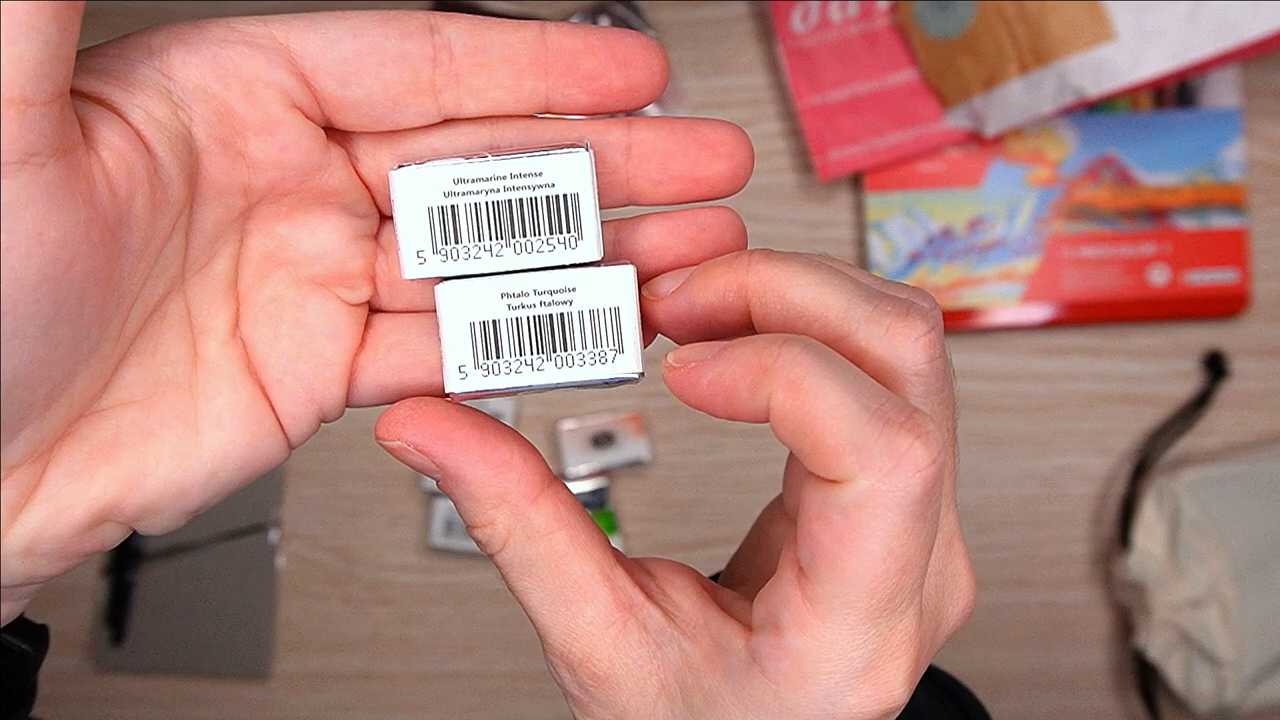 Ultramarine Intense
Ultramaryna Intensywna
5 903242 002540
Phtalo Turquoise
Turkus ftalowy
5 903242 003387